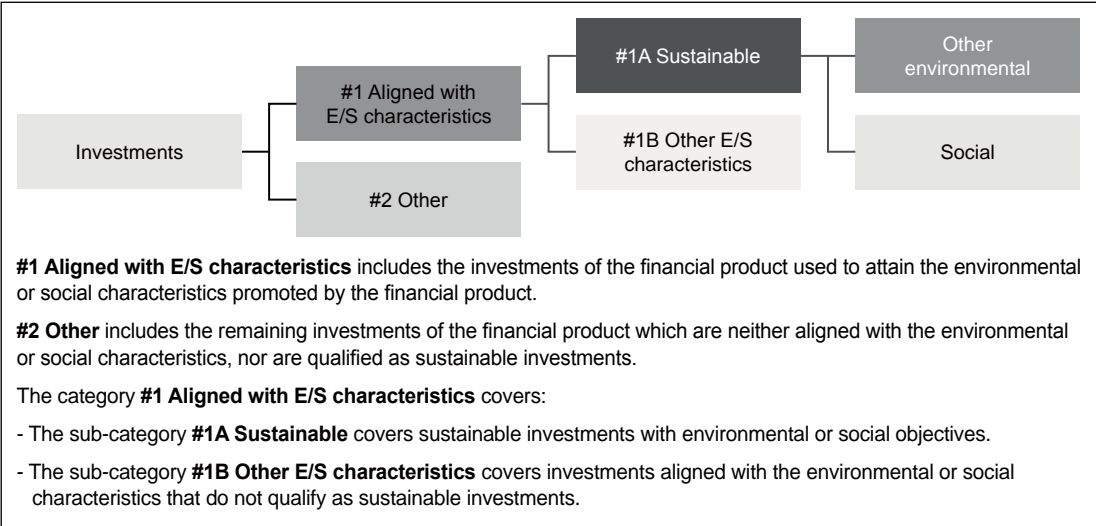 Investments
#1 Aligned with
E/S characteristics
#2 Other
#1A Sustainable
#1B Other E/S
characteristics
Other
environmental
Social
#1 Aligned with E/S characteristics includes the investments of the financial product used to attain the environmental
or social characteristics promoted by the financial product.
#2 Other includes the remaining investments of the financial product which are neither aligned with the environmental
or social characteristics, nor are qualified as sustainable investments.
The category #1 Aligned with E/S characteristics covers:
- The sub-category #1A Sustainable covers sustainable investments with environmental or social objectives.
- The sub-category #1B Other E/S characteristics covers investments aligned with the environmental or social
characteristics that do not qualify as sustainable investments.